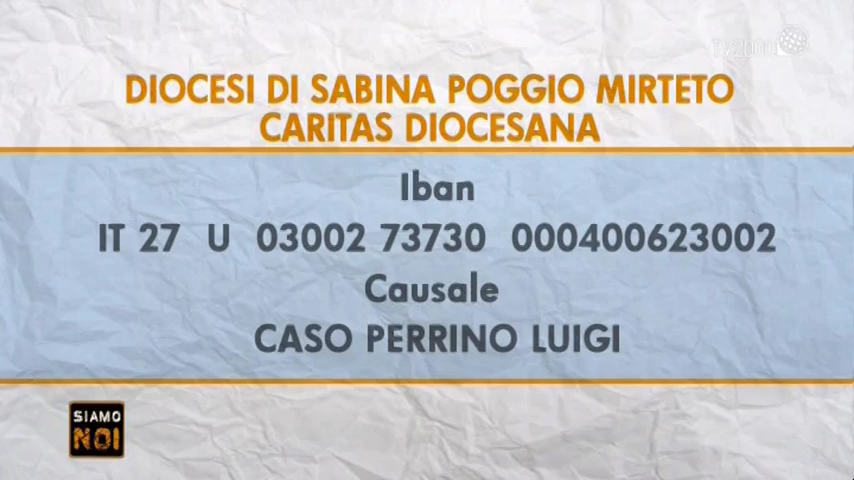 TV2000
DIOCESI DI SABINA POGGIO MIRTETO
CARITAS DIOCESANA
Iban
IT 27 U 03002 73730 000400623002
Causale
CASO PERRINO LUIGI
SIAMO
NOI